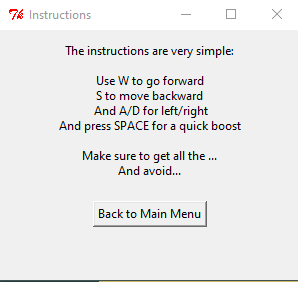 Instructions
The instructions are very simple:
Use W to go forward
S to move backward
And A/D for left/right
And press SPACE for a quick boost
Make sure to get all the ...
And avoid...
Back to Main Menu